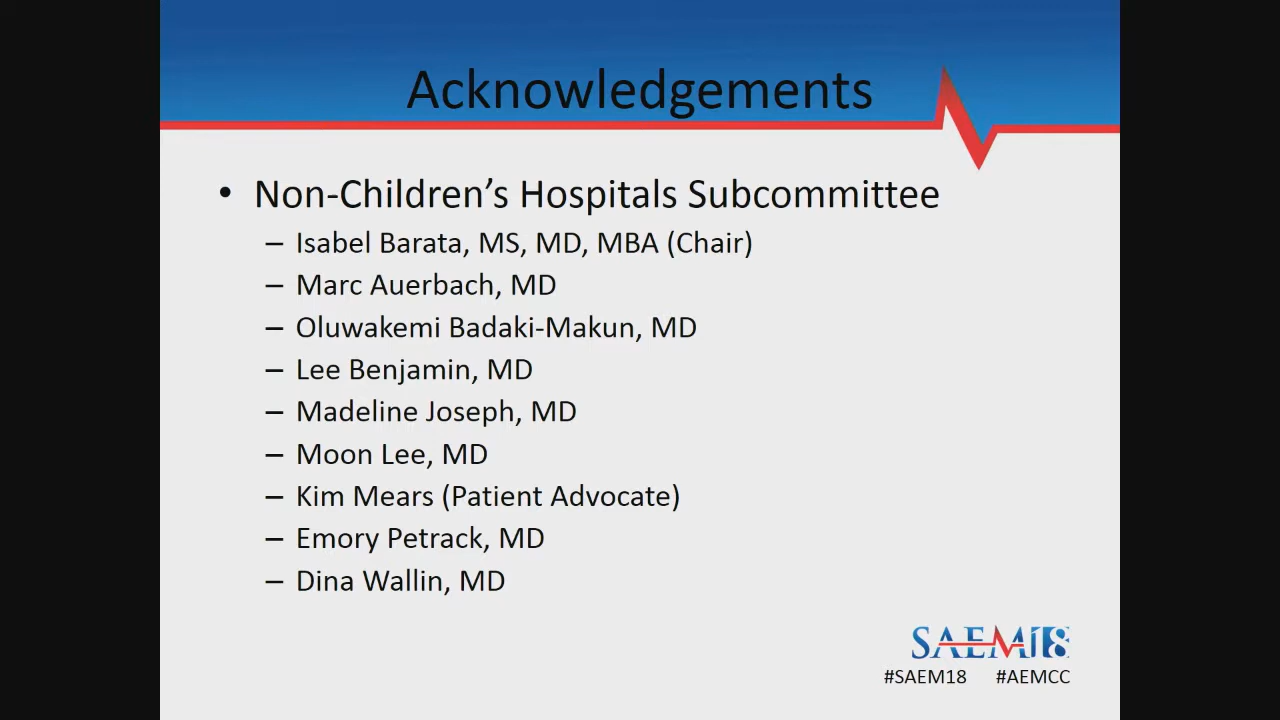 Acknowledgements
• Non-Children’s Hospitals Subcommittee
– Isabel Barata, MS, MD, MBA (Chair)
– Marc Auerbach, MD
– Oluwakemi Badaki-Makun, MD
– Lee Benjamin, MD
– Madeline Joseph, MD
– Moon Lee, MD
– Kim Mears (Patient Advocate)
– Emory Petrack, MD
– Dina Wallin, MD
SAEM18
#SAEM18 #AEMCC